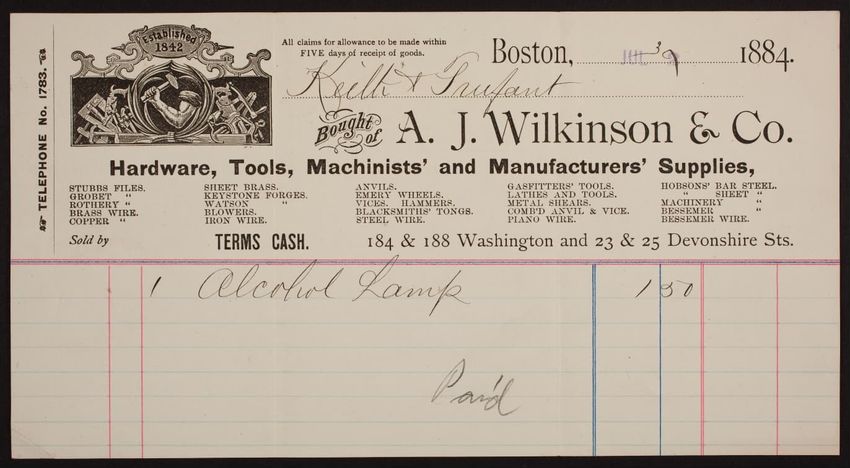 TELEPHONE No. 1783.
Established
1842
All claims for allowance to be made within
FIVE days of receipt of goods.
Boston, JUL 1884.
Keith & Trufant
Bought of A. J. Wilkinson & Co.
Hardware, Tools, Machinists' and Manufacturers' Supplies,
STUBBS FILES. SHEET BRASS. ANVILS. GASFITTERS' TOOLS. HOBSONS' BAR STEEL.
GROBET " KEYSTONE FORGES. EMERY WHEELS. LATHES AND TOOLS. " SHEET "
ROTHERY " WATSON " VICES. HAMMERS. METAL SHEARS. MACHINERY "
BRASS WIRE. BLOWERS. BLACKSMITHS' TONGS. COMB'D ANVIL & VICE. BESSEMER "
COPPER " IRON WIRE. STEEL WIRE. PIANO WIRE. BESSEMER WIRE.
Sold by TERMS CASH. 184 & 188 Washington and 23 & 25 Devonshire Sts.
1 Alcohol Lamp 1 50
Paid